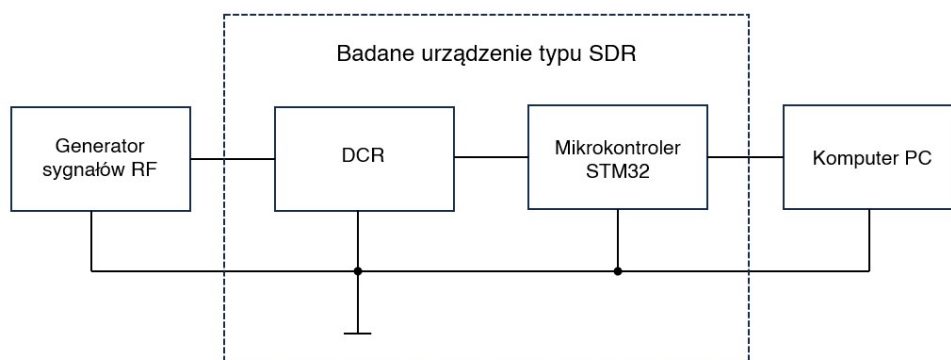 Badane urządzenie typu SDR
Generator
sygnałów RF
DCR
Mikrokontroler
STM32
Komputer PC